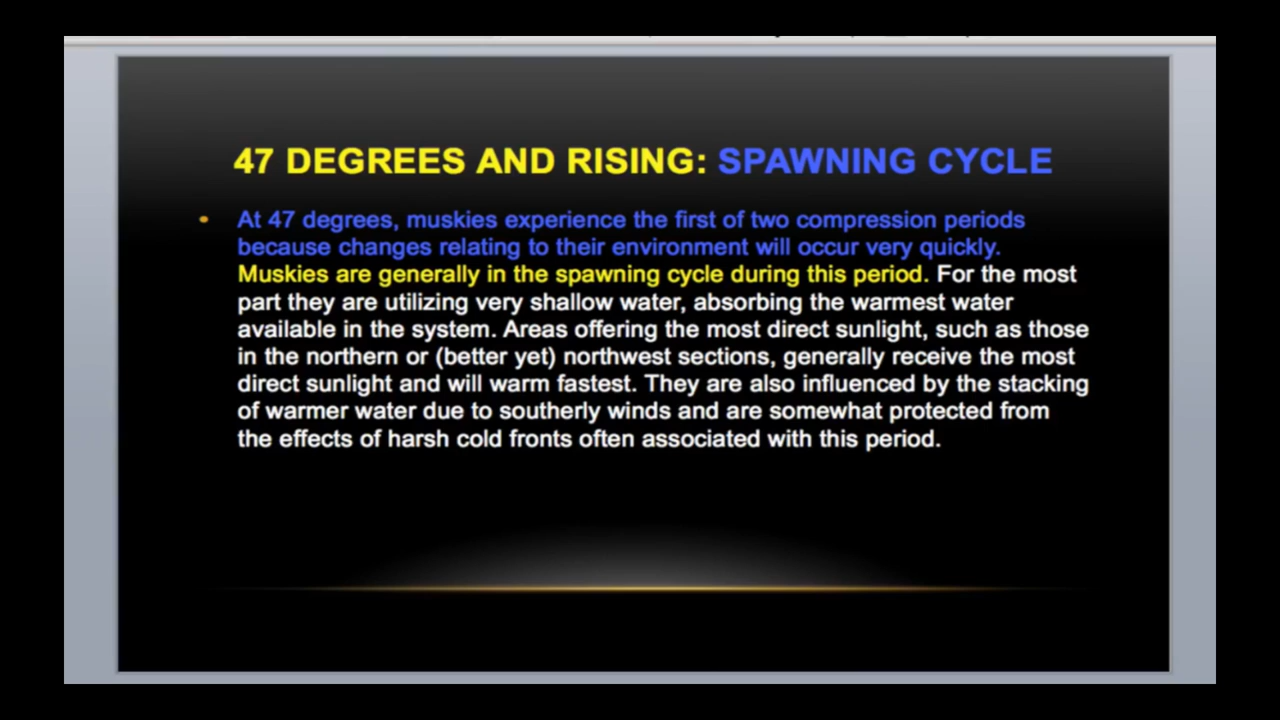 47 DEGREES AND RISING: SPAWNING CYCLE
• At 47 degrees, muskies experience the first of two compression periods
because changes relating to their environment will occur very quickly.
Muskies are generally in the spawning cycle during this period. For the most
part they are utilizing very shallow water, absorbing the warmest water
available in the system. Areas offering the most direct sunlight, such as those
in the northern or (better yet) northwest sections, generally receive the most
direct sunlight and will warm fastest. They are also influenced by the stacking
of warmer water due to southerly winds and are somewhat protected from
the effects of harsh cold fronts often associated with this period.